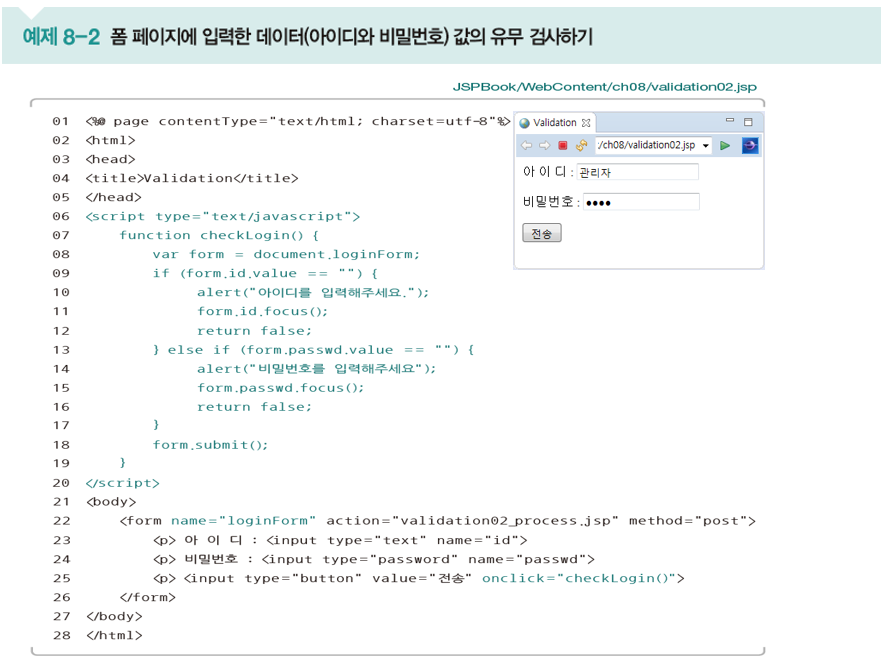 예제 8-2 폼 페이지에 입력한 데이터(아이디와 비밀번호) 값의 유무 검사하기
JSPBook/WebContent/ch08/validation02.jsp
01 <%@ page contentType="text/html; charset=utf-8"%>
02 <html>
03 <head>
04 <title>Validation</title>
05 </head>
06 <script type="text/javascript">
07 function checkLogin() {
08 var form = document.loginForm;
09 if (form.id.value == "") {
10 alert("아이디를 입력해주세요.");
11 form.id.focus();
12 return false;
13 } else if (form.passwd.value == "") {
14 alert("비밀번호를 입력해주세요");
15 form.passwd.focus();
16 return false;
17 }
18 form.submit();
19 }
20 </script>
21 <body>
22 <form name="loginForm" action="validation02_process.jsp" method="post">
23 <p> 아 이 디 : <input type="text" name="id">
24 <p> 비밀번호 : <input type="password" name="passwd">
25 <p> <input type="button" value="전송" onclick="checkLogin()">
26 </form>
27 </body>
28 </html>
Validation
:/ch08/validation02.jsp
아 이 디 : 관리자
비밀번호 : ●●●●
전송